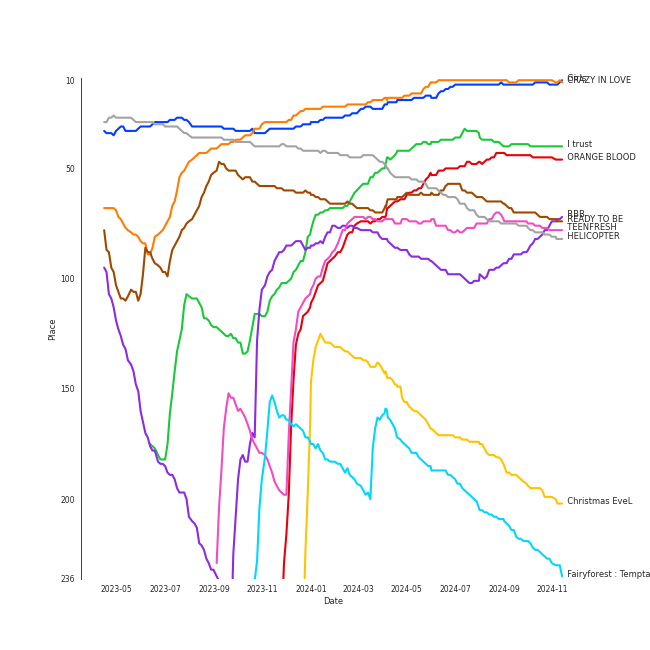 10
50
100
150
200
236
Place
2023-05
2023-07
2023-09
2023-11
2024-01
2024-03
2024-05
2024-07
2024-09
2024-11
Date
CRAZY IN LOVE
I trust
ORANGE BLOOD
BBB
READY TO BE
TEENFRESH
HELICOPTER
Christmas EveL
Fairyforest : Tempta